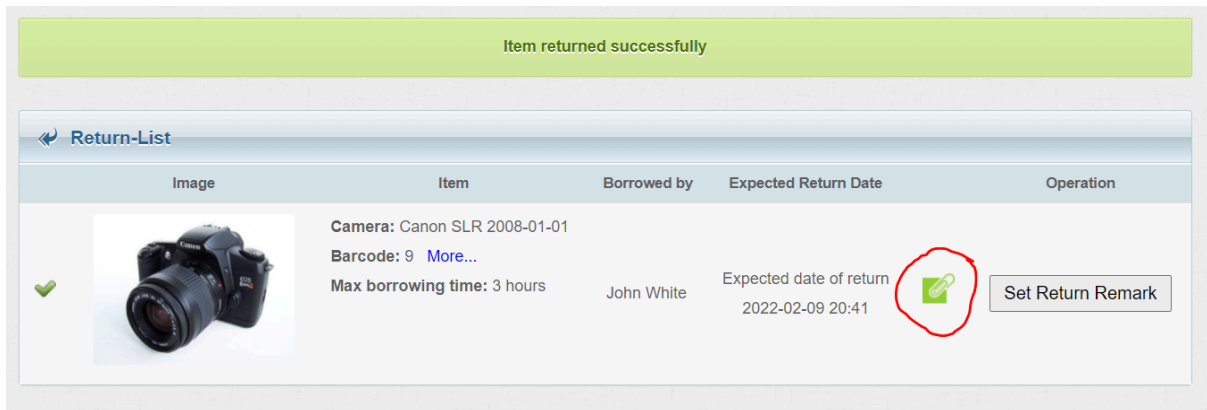 Item returned successfully
Return-List
Image Item Borrowed by Expected Return Date Operation
Camera: Canon SLR 2008-01-01
Barcode: 9 More...
Max borrowing time: 3 hours
John White
Expected date of return
2022-02-09 20:41
Set Return Remark
Canon
EOS